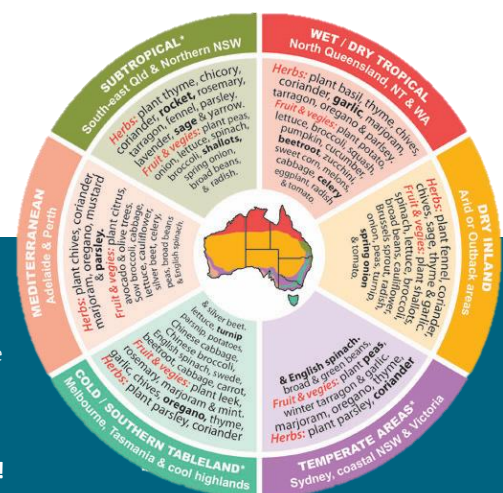 SUBTROPICAL*
South-east Qld & Northern NSW
Herbs: plant thyme, chicory,
coriander, rocket, rosemary,
tarragon, fennel, parsley,
lavender, sage & yarrow.
Fruit & vegies: plant peas,
onion, lettuce, spinach,
broccoli, shallots,
spring onion,
broad beans,
& radish.
WET / DRY TROPICAL
North Queensland, NT & WA
Herbs: plant basil, thyme, chives,
coriander, garlic, marjoram,
tarragon, oregano & parsley.
Fruit & vegies: plant potato,
lettuce, broccoli, squash,
pumpkin, cucumber,
beetroot, zucchini,
sweet corn, melons,
cabbage, celery
eggplant, radish
& tomato.
DRY INLAND
Arid or Outback areas
Herbs: plant fennel, coriander,
chives, sage, thyme & garlic.
Fruit & vegies: plant shallots,
spinach, lettuce, broccoli,
broad beans, cauliflower,
brussels sprout, radish,
onion, peas, turnip
spring onion
& tomato
TEMPERATE AREAS*
Sydney, coastal NSW & Victoria
Herbs: plant parsley, coriander
marjoram, oregano, thyme,
winter tarragon & garlic.
Fruit & vegies: plant peas,
broad & green beans,
& English spinach.
COLD / SOUTHERN TABLELAND*
Melbourne, Tasmania & cool highlands
Herbs: plant parsley, coriander
garlic, chives, oregano, thyme,
rosemary, marjoram & mint.
Fruit & vegies: plant leek,
beetroot, cabbage, carrot,
English spinach, swede,
Chinese broccoli,
Chinese cabbage,
parsnip, potatoes,
lettuce, turnip
& silver beet.
MEDITERRANEAN
Adelaide & Perth
Herbs: plant chives, coriander
marjoram, oregano, mustard
& parsley.
Fruit & vegies: plant citrus,
avocado & olive trees.
Sow broccoli, cabbage,
lettuce, cauliflower,
silver beet, celery,
peas, broad beans
& English spinach.
e
!